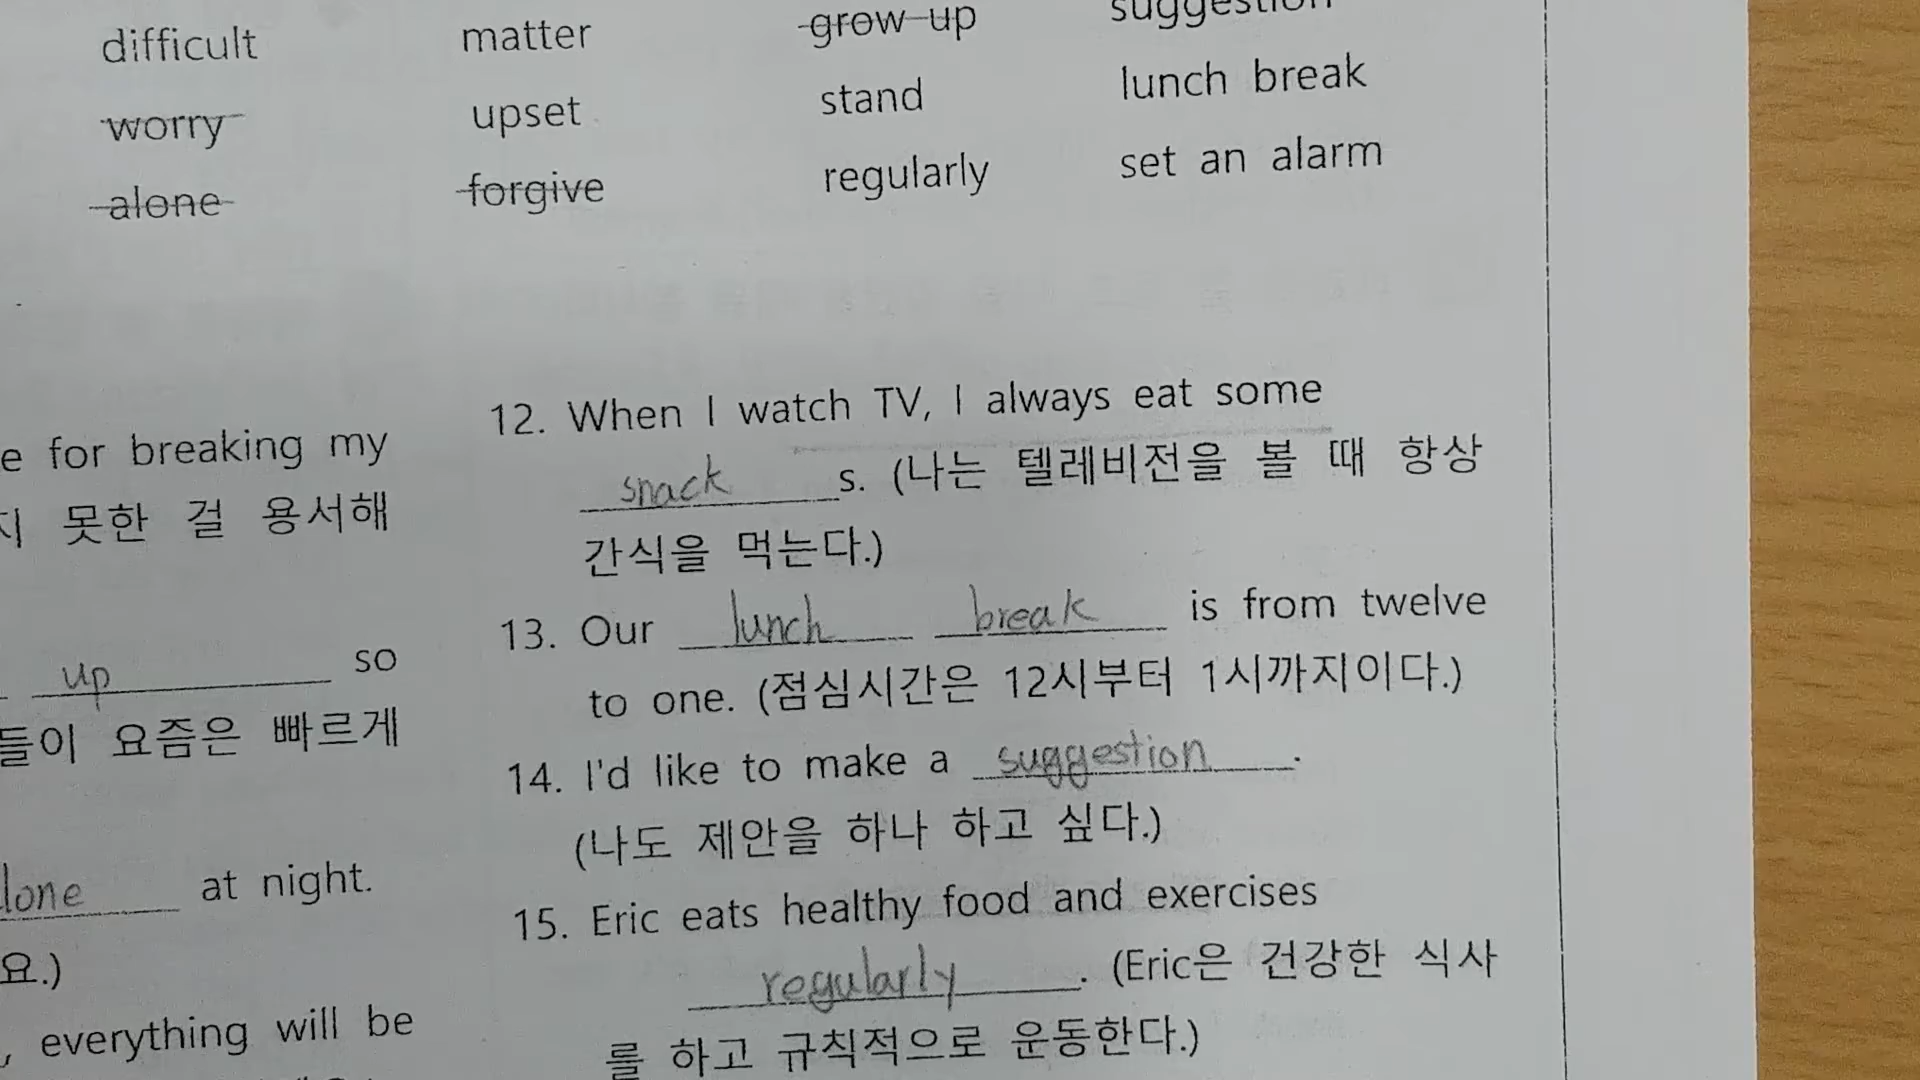 difficult matter grow up suggestion
worry upset stand lunch break
alone forgive regularly set an alarm
e for breaking my
못한 걸 용서해
up so
들이 요즘은 빠르게
lone at night.
요.)
, everything will be
12. When I watch TV, I always eat some
snack s. (나는 텔레비전을 볼 때 항상
간식을 먹는다.)
13. Our lunch break is from twelve
to one. (점심시간은 12시부터 1시까지이다.)
14. I'd like to make a suggestion.
(나도 제안을 하나 하고 싶다.)
15. Eric eats healthy food and exercises
regularly. (Eric은 건강한 식사
를 하고 규칙적으로 운동한다.)